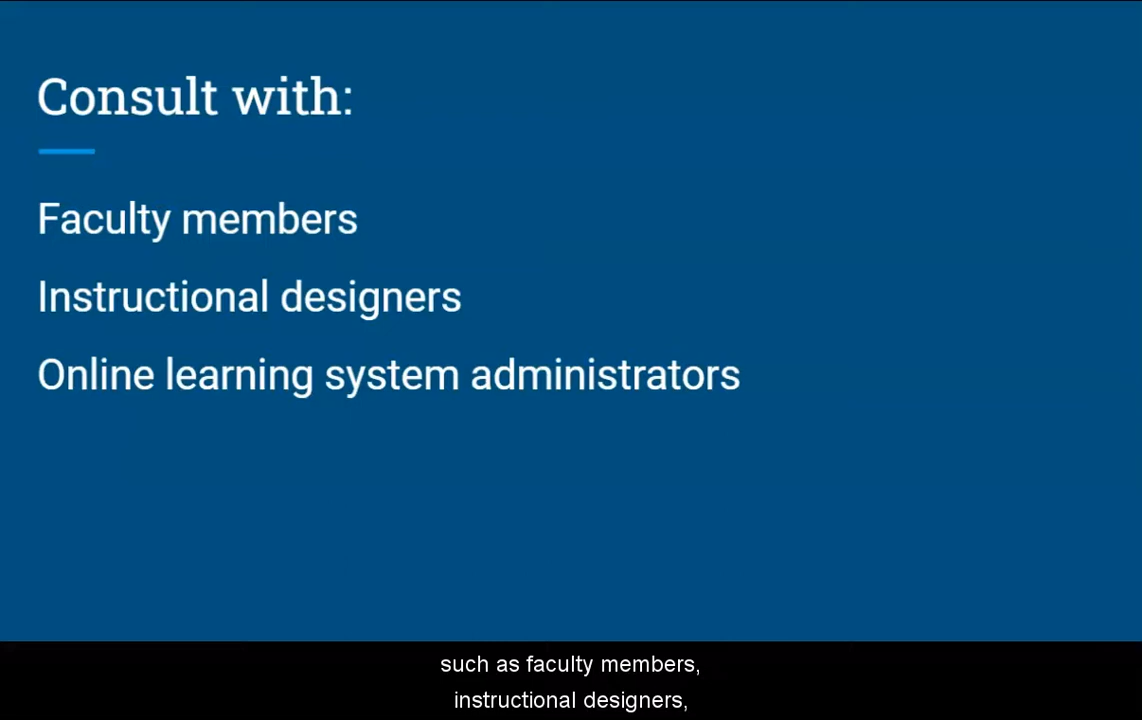 Consult with:
Faculty members
Instructional designers
Online learning system administrators
such as faculty members,
instructional designers,